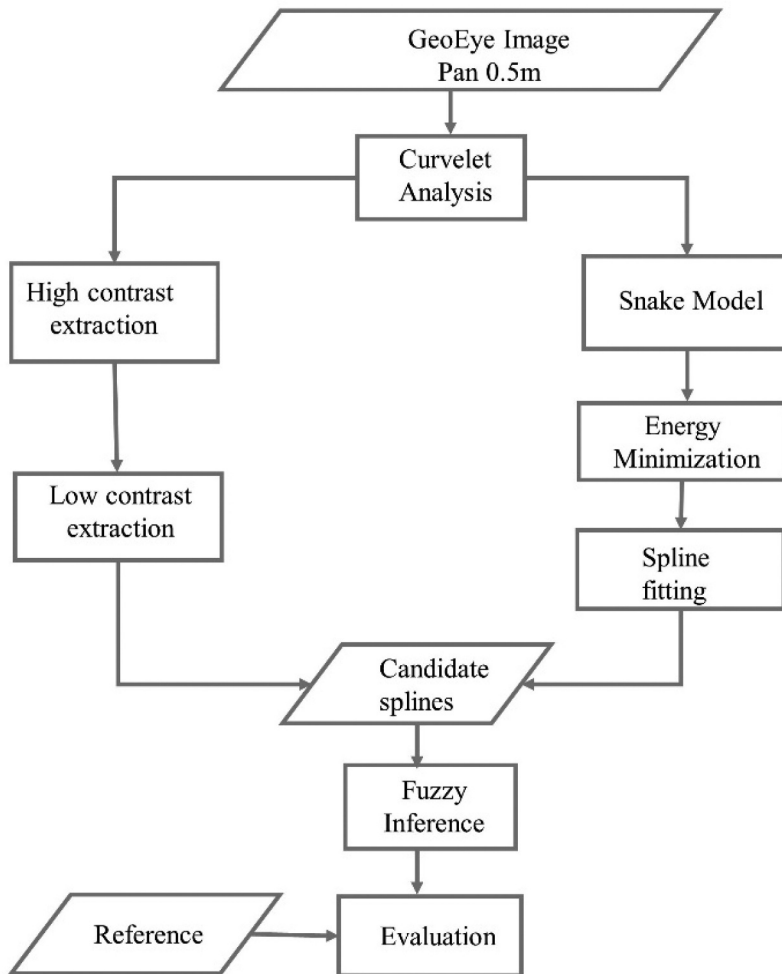 GeoEye Image
Pan 0.5m
Curvelet
Analysis
High contrast
extraction
Snake Model
Energy
Minimization
Low contrast
extraction
Spline
fitting
Candidate
splines
Fuzzy
Inference
Reference
Evaluation